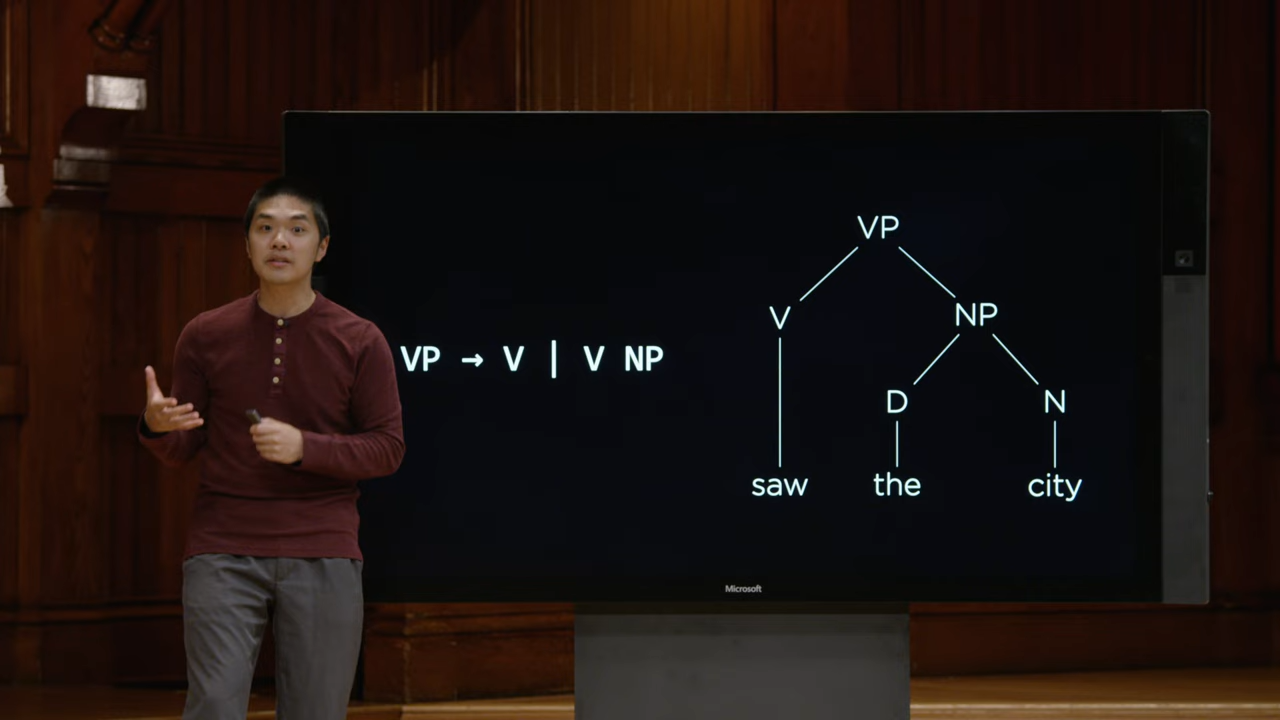 VP
V NP
VP → V | V NP
D N
saw the city
Microsoft